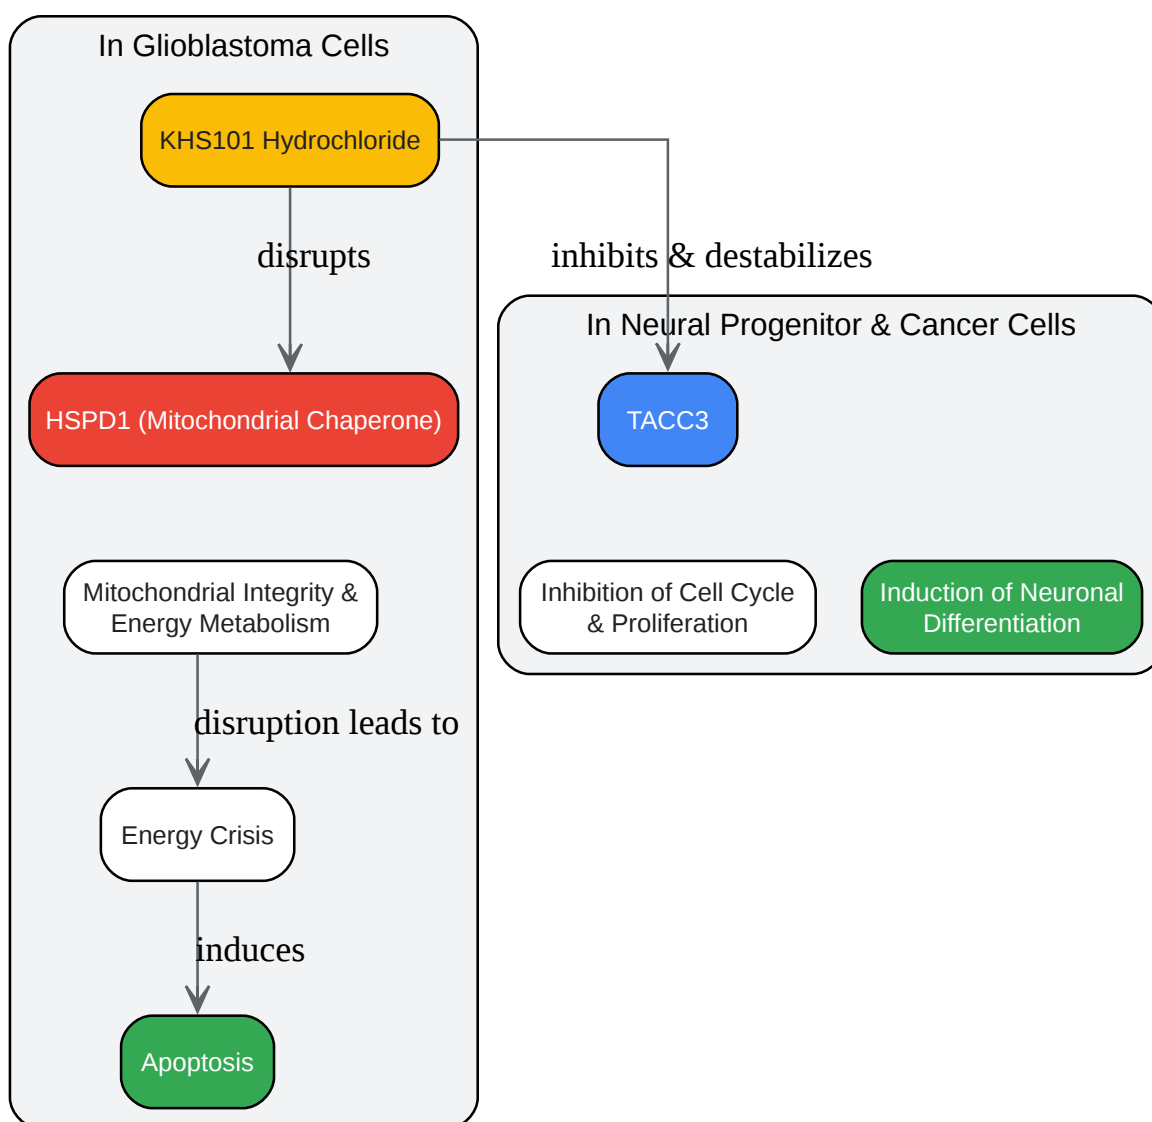 In Glioblastoma Cells
KHS101 Hydrochloride
disrupts
inhibits & destabilizes
In Neural Progenitor & Cancer Cells
HSPD1 (Mitochondrial Chaperone)
TACC3
Mitochondrial Integrity &
Energy Metabolism
Inhibition of Cell Cycle
& Proliferation
Induction of Neuronal
Differentiation
disruption leads to
Energy Crisis
induces
Apoptosis